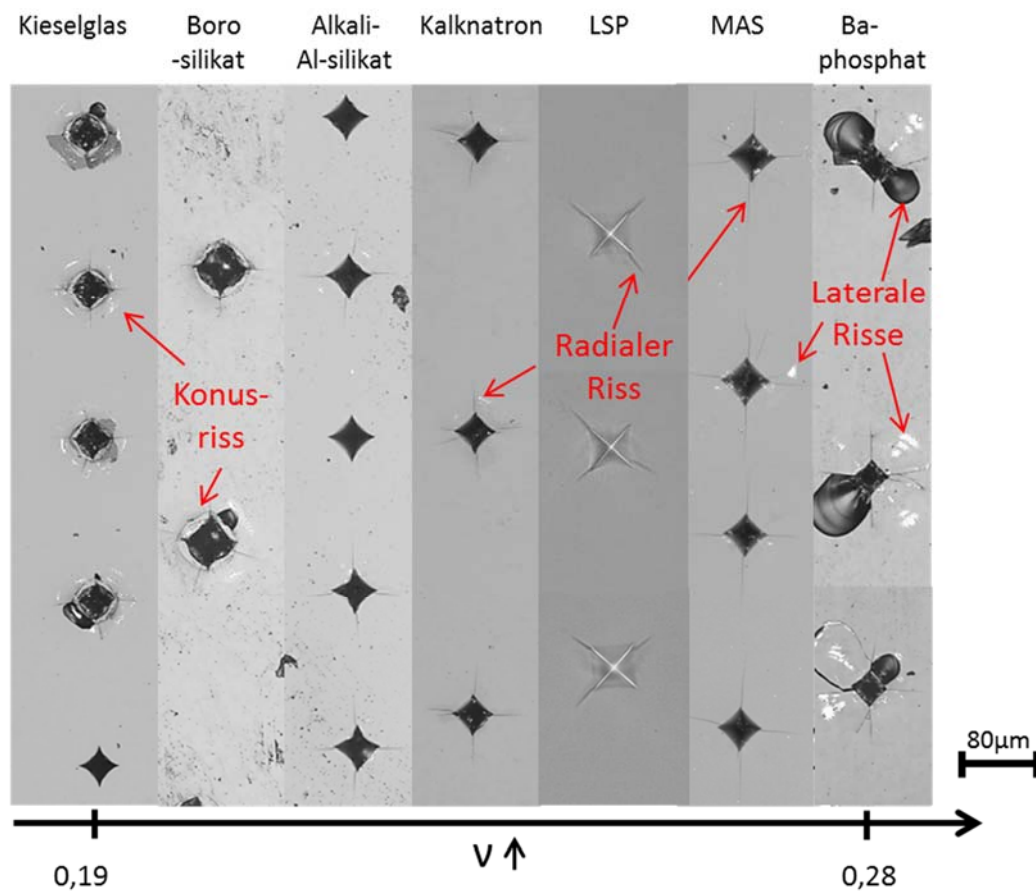 Kieselglas
Boro
-silikat
Alkali-
Al-silikat
Kalknatron
LSP
MAS
Ba-
phosphat
Konus-
riss
Radialer
Riss
Laterale
Risse
80µm
0,19
ν ↑
0,28